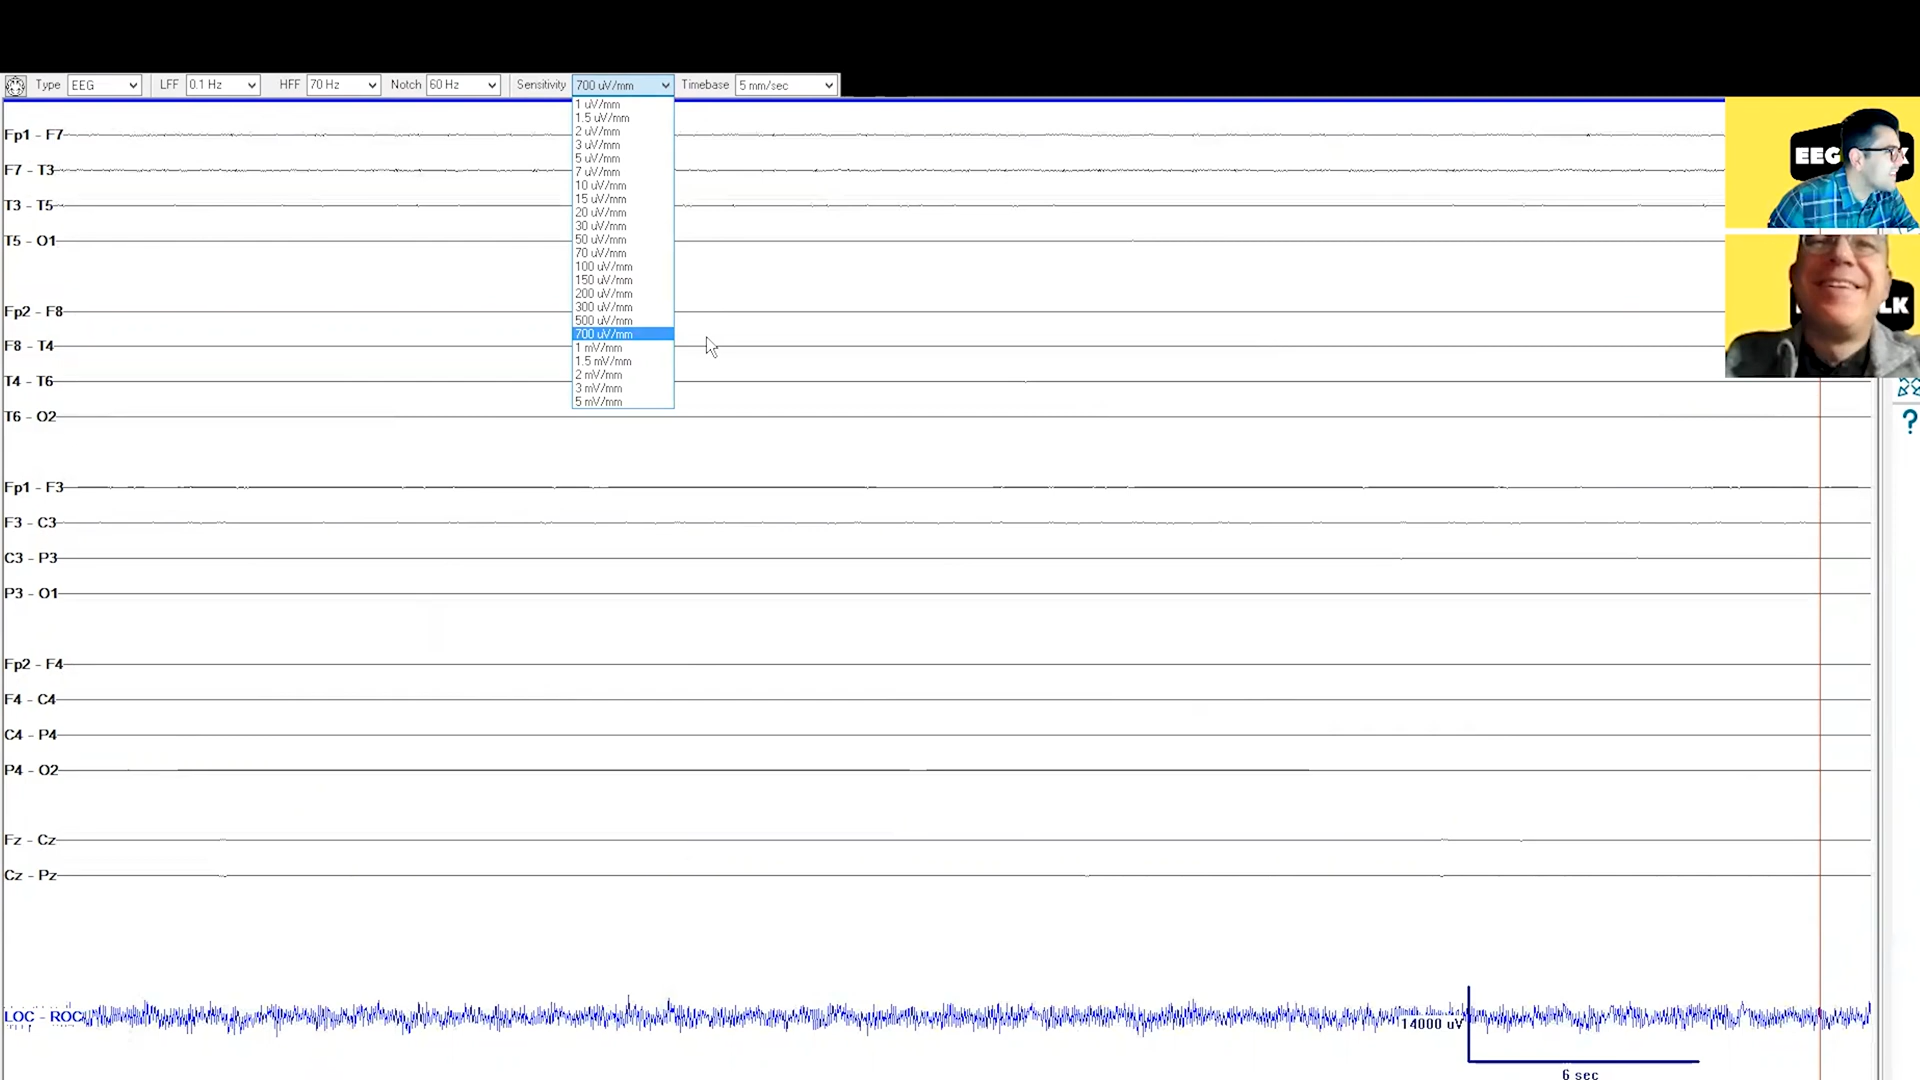 Type EEG LFF 0.1 Hz HFF 70 Hz Notch 60 Hz Sensitivity 700 uV/mm Timebase 5 mm/sec
1 uV/mm
1.5 uV/mm
2 uV/mm
3 uV/mm
5 uV/mm
7 uV/mm
10 uV/mm
15 uV/mm
20 uV/mm
30 uV/mm
50 uV/mm
70 uV/mm
100 uV/mm
150 uV/mm
200 uV/mm
300 uV/mm
500 uV/mm
700 uV/mm
1 mV/mm
1.5 mV/mm
2 mV/mm
3 mV/mm
5 mV/mm
Fp1 - F7
F7 - T3
T3 - T5
T5 - O1
Fp2 - F8
F8 - T4
T4 - T6
T6 - O2
Fp1 - F3
F3 - C3
C3 - P3
P3 - O1
Fp2 - F4
F4 - C4
C4 - P4
P4 - O2
Fz - Cz
Cz - Pz
LOC - ROC
14000 uV
6 sec
EEG
K
LK
?